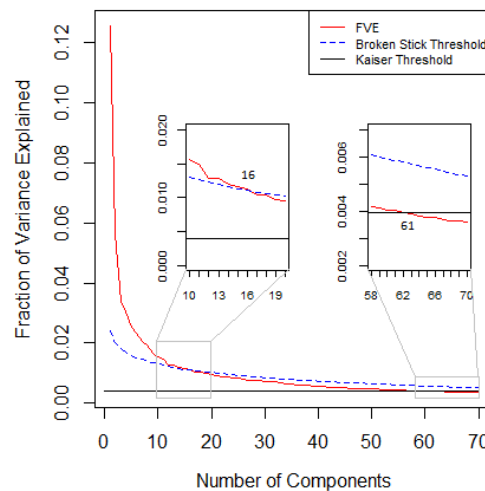 FVE
Broken Stick Threshold
Kaiser Threshold
Fraction of Variance Explained
0.00 0.02 0.04 0.06 0.08 0.10 0.12
0.000 0.010 0.020
16
10 13 16 19
0.002 0.004 0.006
61
58 62 66 70
0 10 20 30 40 50 60 70
Number of Components